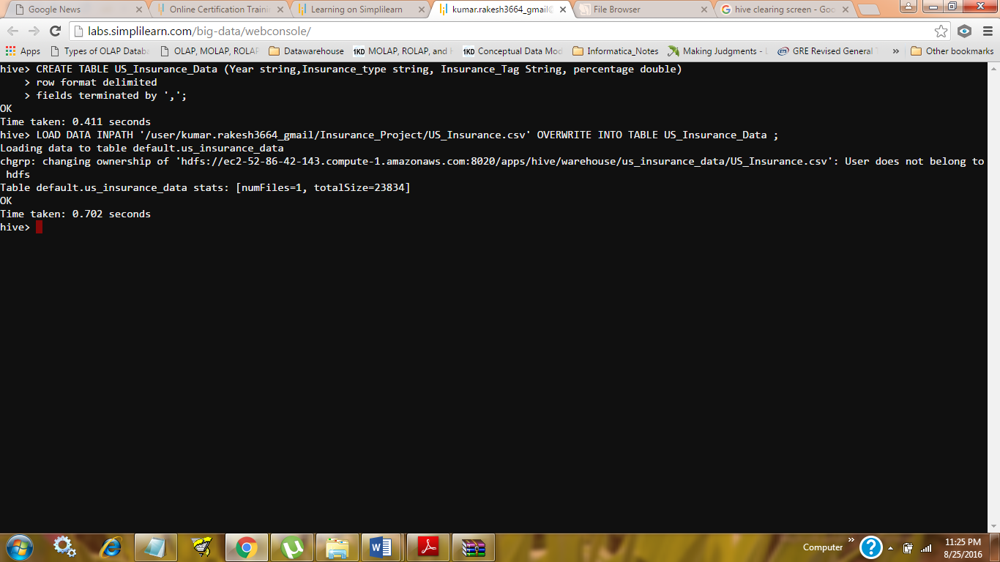 Google News
Online Certification Traini
Learning on Simplilearn
kumar.rakesh3664_gmail@
File Browser
hive clearing screen - Goo
labs.simplilearn.com/big-data/webconsole/
Apps
Types of OLAP Datab
OLAP, MOLAP, ROLAP
Datawarehouse
1KD MOLAP, ROLAP, and
1KD Conceptual Data Mod
Informatica_Notes
Making Judgments -
GRE Revised General
»
Other bookmarks
hive> CREATE TABLE US_Insurance_Data (Year string,Insurance_type string, Insurance_Tag String, percentage double)
> row format delimited
> fields terminated by ',';
OK
Time taken: 0.411 seconds
hive> LOAD DATA INPATH '/user/kumar.rakesh3664_gmail/Insurance_Project/US_Insurance.csv' OVERWRITE INTO TABLE US_Insurance_Data ;
Loading data to table default.us_insurance_data
chgrp: changing ownership of 'hdfs://ec2-52-86-42-143.compute-1.amazonaws.com:8020/apps/hive/warehouse/us_insurance_data/US_Insurance.csv': User does not belong to
hdfs
Table default.us_insurance_data stats: [numFiles=1, totalSize=23834]
OK
Time taken: 0.702 seconds
hive>
Computer
»
11:25 PM
8/25/2016